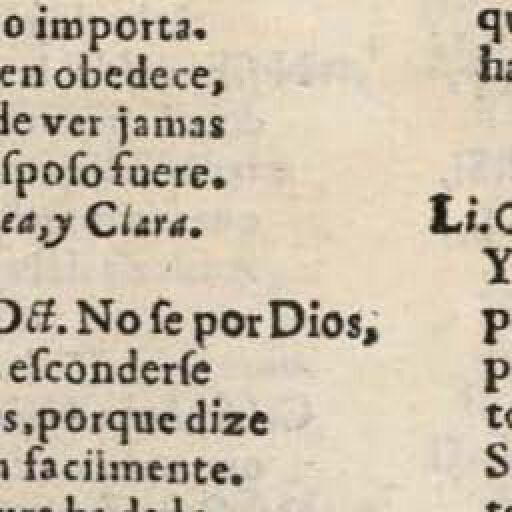 o importa.
en obedece,
de ver jamas
ſpoſo fuere.
ea, y Clara.
Oct. No ſe por Dios,
eſconderſe
s, porque dize
facilmente.
qu
ha
Li.
Y
p
p
to
S